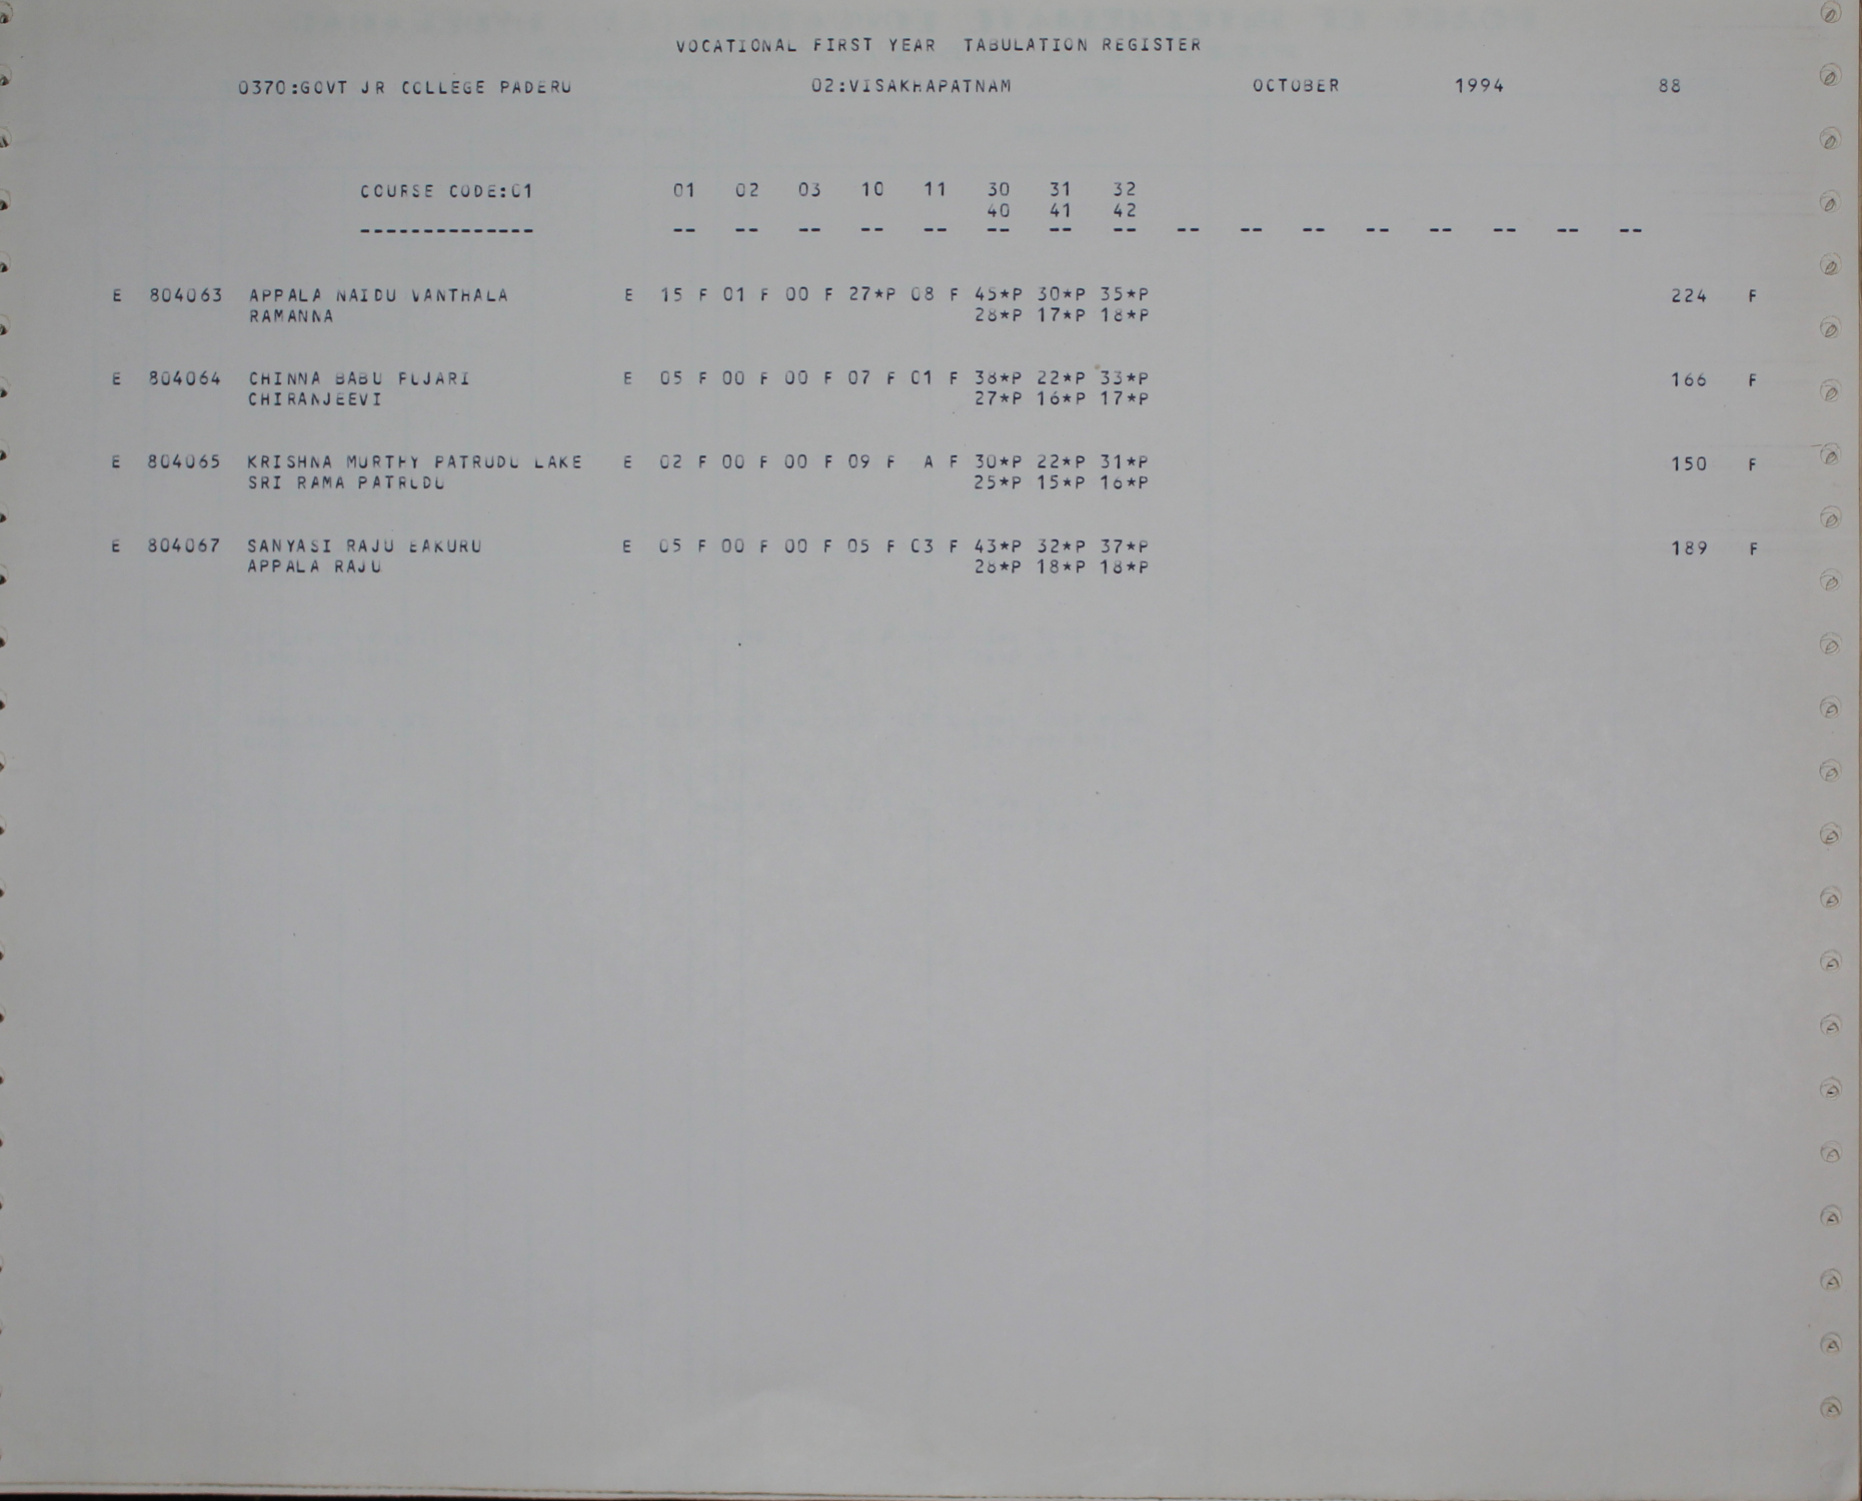 VOCATIONAL FIRST YEAR TABULATION REGISTER
0370:GOVT JR COLLEGE PADERU 02:VISAKHAPATNAM OCTOBER 1994 88
COURSE CODE:01 01 02 03 10 11 30 31 32
40 41 42
-------------- -- -- -- -- -- -- -- -- -- -- -- -- -- -- -- --
E 804063 APPALA NAIDU VANTHALA E 15 F 01 F 00 F 27*P 08 F 45*P 30*P 35*P 224 F
RAMANNA 28*P 17*P 18*P
E 804064 CHINNA BABU PUJARI E 05 F 00 F 00 F 07 F 01 F 38*P 22*P 33*P 166 F
CHIRANJEEVI 27*P 16*P 17*P
E 804065 KRISHNA MURTHY PATRUDU LAKE E 02 F 00 F 00 F 09 F A F 30*P 22*P 31*P 150 F
SRI RAMA PATRUDU 25*P 15*P 16*P
E 804067 SANYASI RAJU BAKURU E 05 F 00 F 00 F 05 F 03 F 43*P 32*P 37*P 189 F
APPALA RAJU 28*P 18*P 18*P